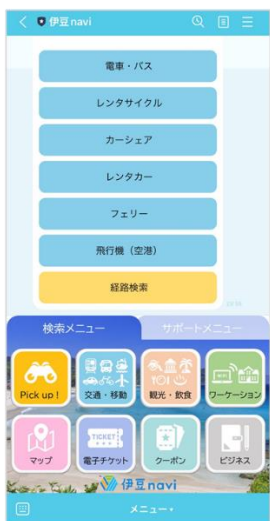 伊豆navi
電車・バス
レンタサイクル
カーシェア
レンタカー
フェリー
飛行機（空港）
経路検索
検索メニュー
サポートメニュー
Pick up！
交通・移動
観光・飲食
ワーケーション
マップ
TICKET
電子チケット
クーポン
ビジネス
伊豆navi
メニュー